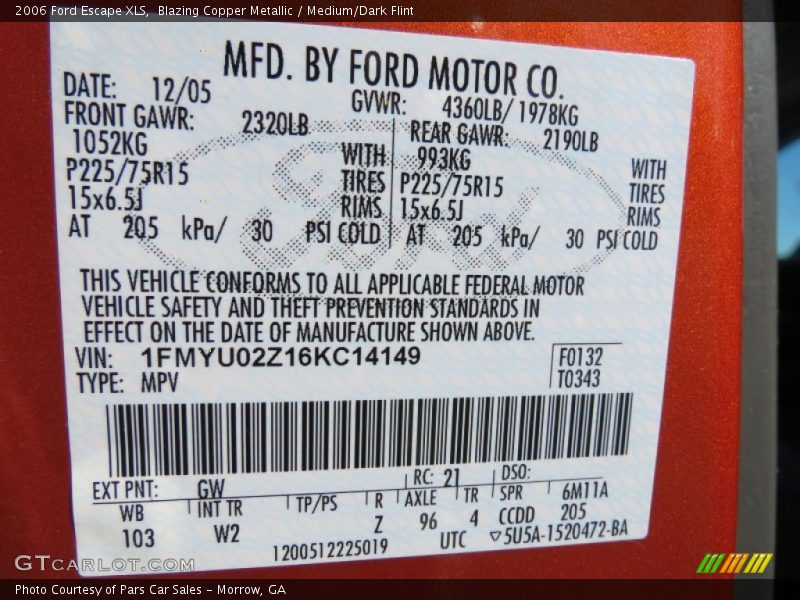 2006 Ford Escape XLS, Blazing Copper Metallic / Medium/Dark Flint
MFD. BY FORD MOTOR CO.
DATE: 12/05 GVWR: 4360LB/ 1978KG
FRONT GAWR: 2320LB REAR GAWR: 2190LB
1052KG WITH 993KG WITH
P225/75R15 TIRES P225/75R15 TIRES
15x6.5J RIMS 15x6.5J RIMS
AT 205 kPa/ 30 PSI COLD AT 205 kPa/ 30 PSI COLD
Ford
THIS VEHICLE CONFORMS TO ALL APPLICABLE FEDERAL MOTOR
VEHICLE SAFETY AND THEFT PREVENTION STANDARDS IN
EFFECT ON THE DATE OF MANUFACTURE SHOWN ABOVE.
VIN: 1FMYU02Z16KC14149 F0132
TYPE: MPV T0343
EXT PNT: GW RC: 21 DSO:
WB INT TR TP/PS R AXLE TR SPR 6M11A
103 W2 Z 96 4 CCDD 205
1200512225019 UTC ▽5U5A-1520472-BA
GTCARLOT.COM
Photo Courtesy of Pars Car Sales - Morrow, GA